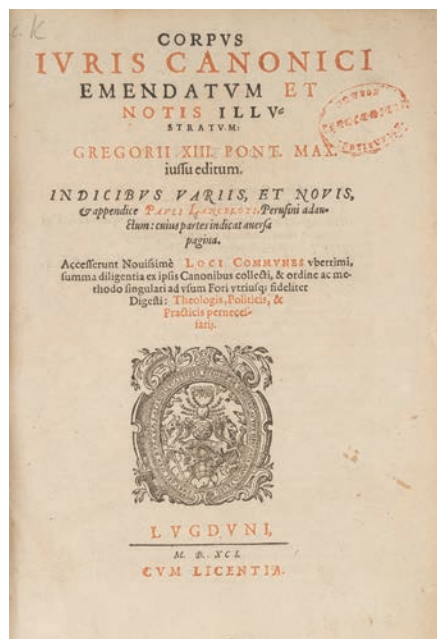 CORPVS
IVRIS CANONICI
EMENDATVM ET
NOTIS ILLV-
STRATVM:
GREGORII XIII. PONT. MAX.
iussu editum.
INDICIBVS VARIIS, ET NOVIS,
& appendice PAVLI LANCELOTI, Perusini adau-
ctum: cuius partes indicat auersa
pagina.
Accesserunt Nouissimè LOCI COMMVNES vberrimi,
summa diligentia ex ipsis Canonibus collecti, & ordine ac me-
thodo singulari ad vsum Fori vtriusq; fideliter
Digesti: Theologis, Politicis, &
Practicis pernecef-
sarij.
LVGDVNI,
M. D. XCI.
CVM LICENTIA.